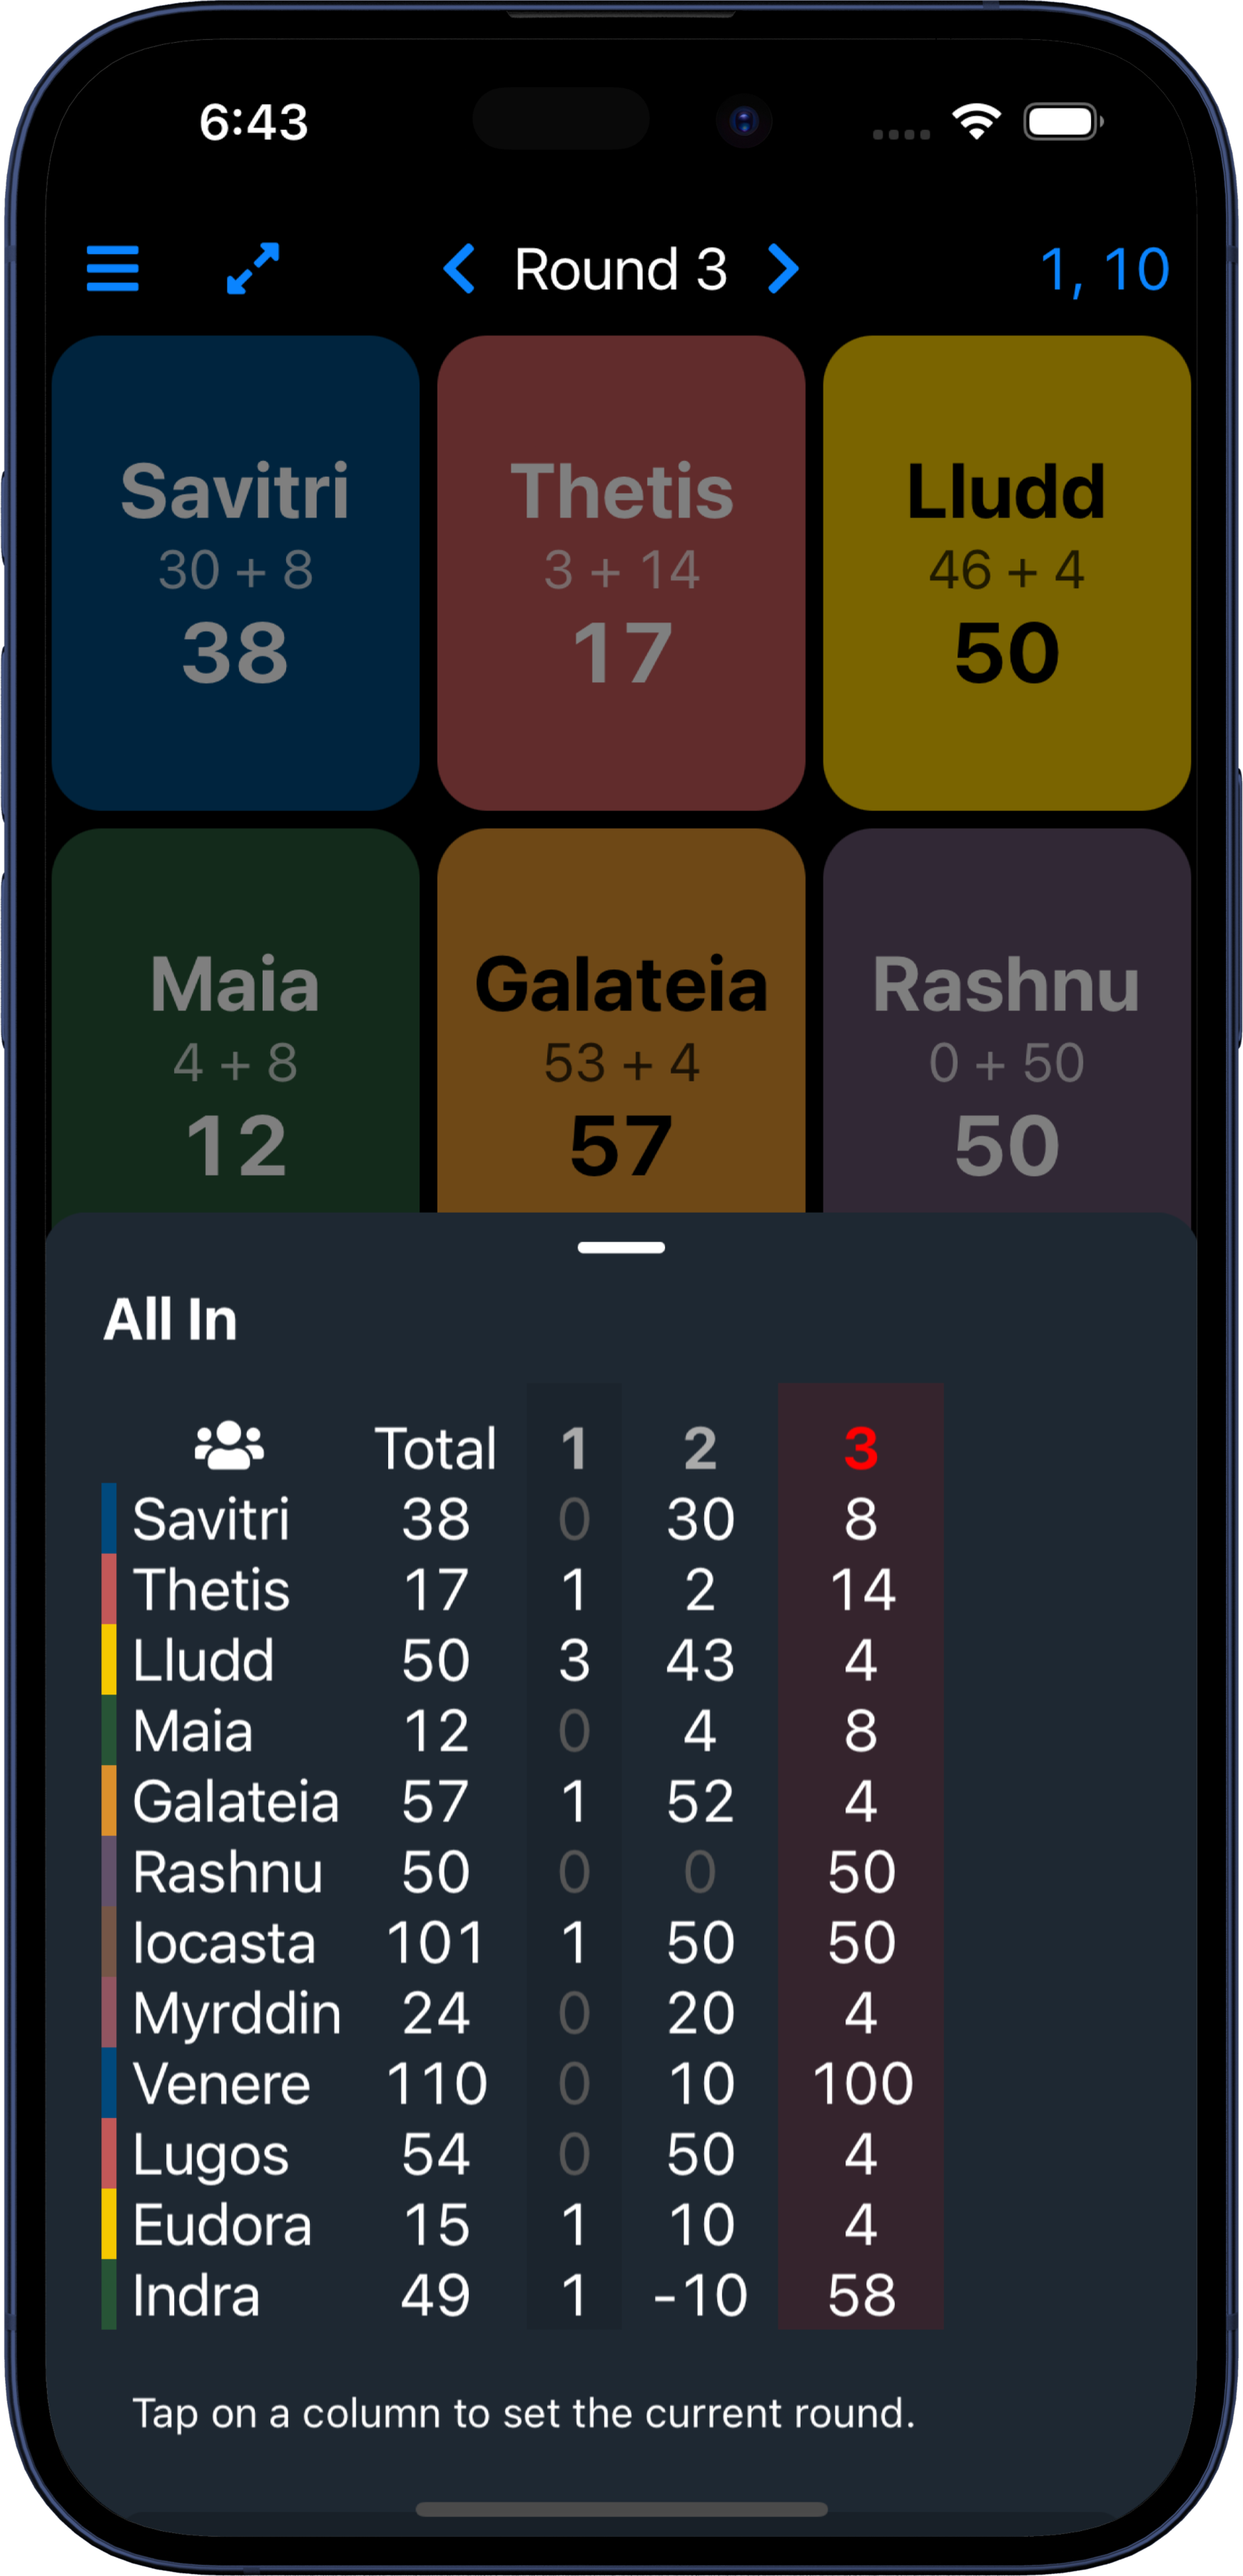 6:43
Round 3
1, 10
Savitri
30 + 8
38
Thetis
3 + 14
17
Lludd
46 + 4
50
Maia
4 + 8
12
Galateia
53 + 4
57
Rashnu
0 + 50
50
All In
Total 1 2 3
Savitri 38 0 30 8
Thetis 17 1 2 14
Lludd 50 3 43 4
Maia 12 0 4 8
Galateia 57 1 52 4
Rashnu 50 0 0 50
Iocasta 101 1 50 50
Myrddin 24 0 20 4
Venere 110 0 10 100
Lugos 54 0 50 4
Eudora 15 1 10 4
Indra 49 1 -10 58
Tap on a column to set the current round.